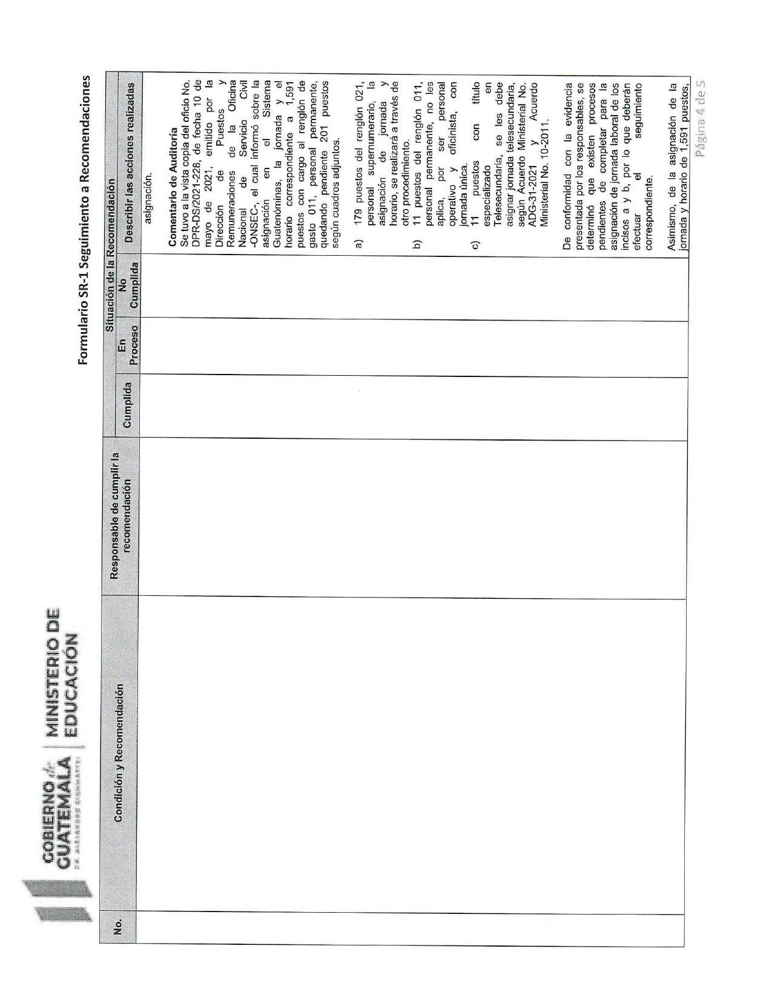 GOBIERNO de
GUATEMALA
DR. ALEJANDRO GIAMMATTEI
MINISTERIO DE
EDUCACIÓN
Formulario SR-1 Seguimiento a Recomendaciones
No.
Condición y Recomendación
Responsable de cumplir la
recomendación
Situación de la Recomendación
Cumplida
En
Proceso
No
Cumplida
Describir las acciones realizadas
asignación.
Comentario de Auditoría
Se tuvo a la vista copia del oficio No.
DPR-DS/2021-228, de fecha 10 de
mayo de 2021, emitido por la
Dirección de Puestos y
Remuneraciones de la Oficina
Nacional de Servicio Civil
-ONSEC-, el cual informó sobre la
asignación en el Sistema
Guatenóminas, la jornada y el
horario correspondiente a 1,591
puestos con cargo al renglón de
gasto 011, personal permanente,
quedando pendiente 201 puestos
según cuadros adjuntos.
a) 179 puestos del renglón 021,
personal supernumerario, la
asignación de jornada y
horario, se realizará a través de
otro procedimiento.
b) 11 puestos del renglón 011,
personal permanente, no les
aplica, por ser personal
operativo y oficinista, con
jornada única.
c) 11 puestos con título
especializado en
Telesecundaria, se les debe
asignar jornada telesecundaria,
según Acuerdo Ministerial No.
ADG-31-2021 y Acuerdo
Ministerial No. 10-2011.
De conformidad con la evidencia
presentada por los responsables, se
determinó que existen procesos
pendientes de completar para la
asignación de jornada laboral de los
incisos a y b, por lo que deberán
efectuar el seguimiento
correspondiente.
Asimismo, de la asignación de la
jornada y horario de 1,591 puestos,
Página 4 de 5